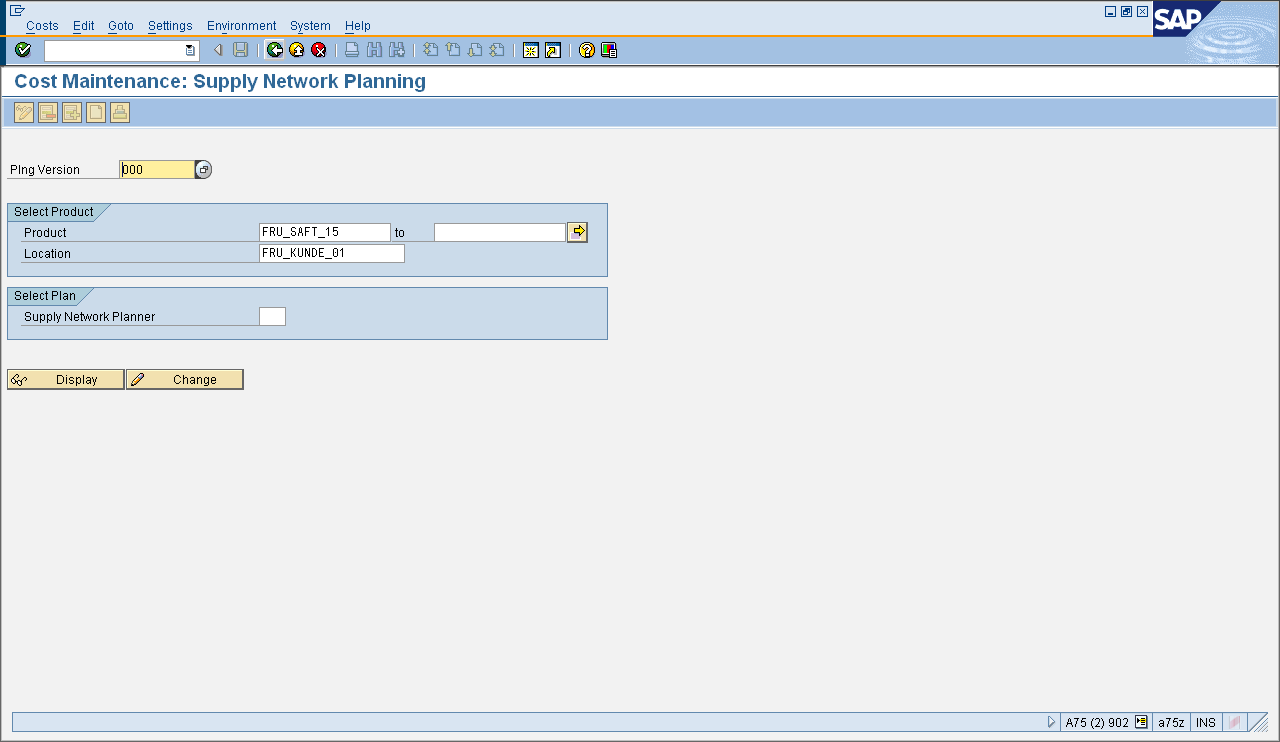 Costs Edit Goto Settings Environment System Help
SAP
Cost Maintenance: Supply Network Planning
Plng Version 000
Select Product
Product FRU_SAFT_15 to
Location FRU_KUNDE_01
Select Plan
Supply Network Planner
Display Change
A75 (2) 902 a75z INS